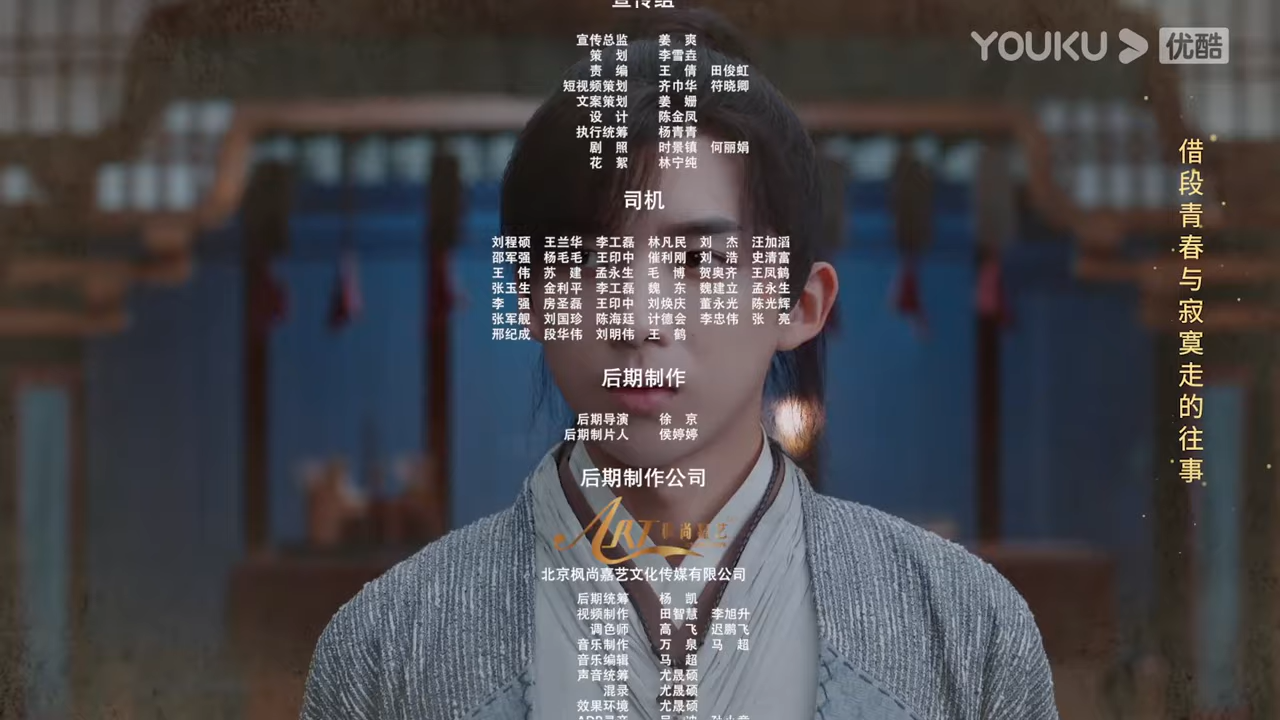 宣传组
YOUKU 优酷
宣传总监 姜爽
策划 李雪垚
责编 王倩 田俊虹
短视频策划 齐巾华 符晓卿
文案策划 姜姗
设计 陈金凤
执行统筹 杨青青
剧照 时景镇 何丽娟
花絮 林宁纯
司机
刘程硕 王兰华 李工磊 林凡民 刘杰 汪加滔
邵军强 杨毛毛 王印中 催利刚 刘浩 史清富
王伟 苏建 孟永生 毛博 贺奥齐 王凤鹤
张玉生 金利平 李工磊 魏东 魏建立 孟永生
李强 房圣磊 王印中 刘焕庆 董永光 陈光辉
张军舰 刘国珍 陈海廷 计德会 李忠伟 张亮
邢纪成 段华伟 刘明伟 王鹤
后期制作
后期导演 徐京
后期制片人 侯婷婷
后期制作公司
ART 枫尚嘉艺
北京枫尚嘉艺文化传媒有限公司
后期统筹 杨凯
视频制作 田智慧 李旭升
调色师 高飞 迟鹏飞
音乐制作 万泉 马超
音乐编辑 马超
声音统筹 尤晟硕
混录 尤晟硕
效果环境 尤晟硕
借段青春与寂寞走的往事